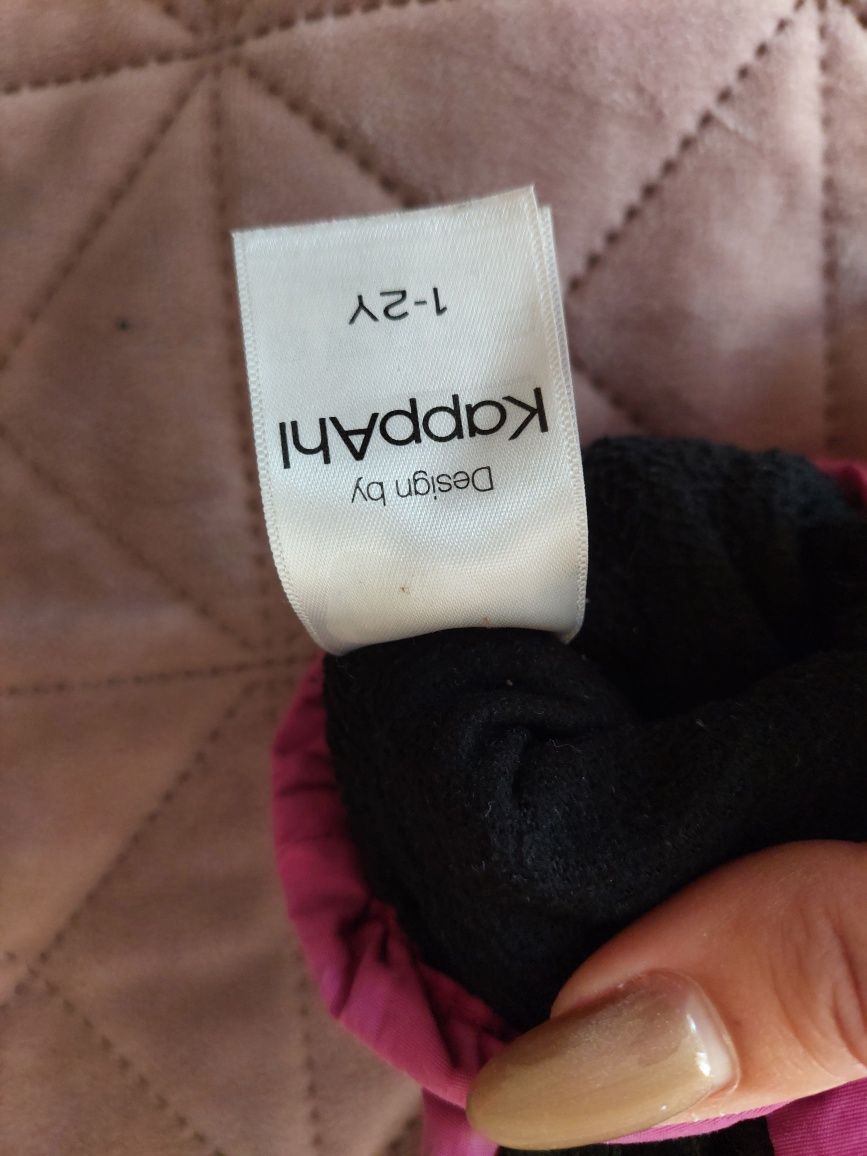 Design by
KappAhl
1-2Y